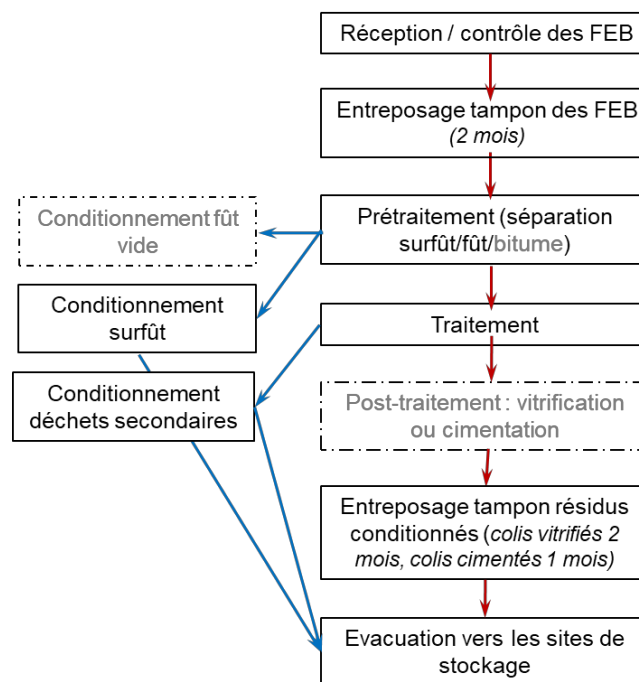 Réception / contrôle des FEB
Entreposage tampon des FEB
(2 mois)
Conditionnement fût
vide
Prétraitement (séparation
surfût/fût/bitume)
Conditionnement
surfût
Traitement
Conditionnement
déchets secondaires
Post-traitement : vitrification
ou cimentation
Entreposage tampon résidus
conditionnés (colis vitrifiés 2
mois, colis cimentés 1 mois)
Evacuation vers les sites de
stockage